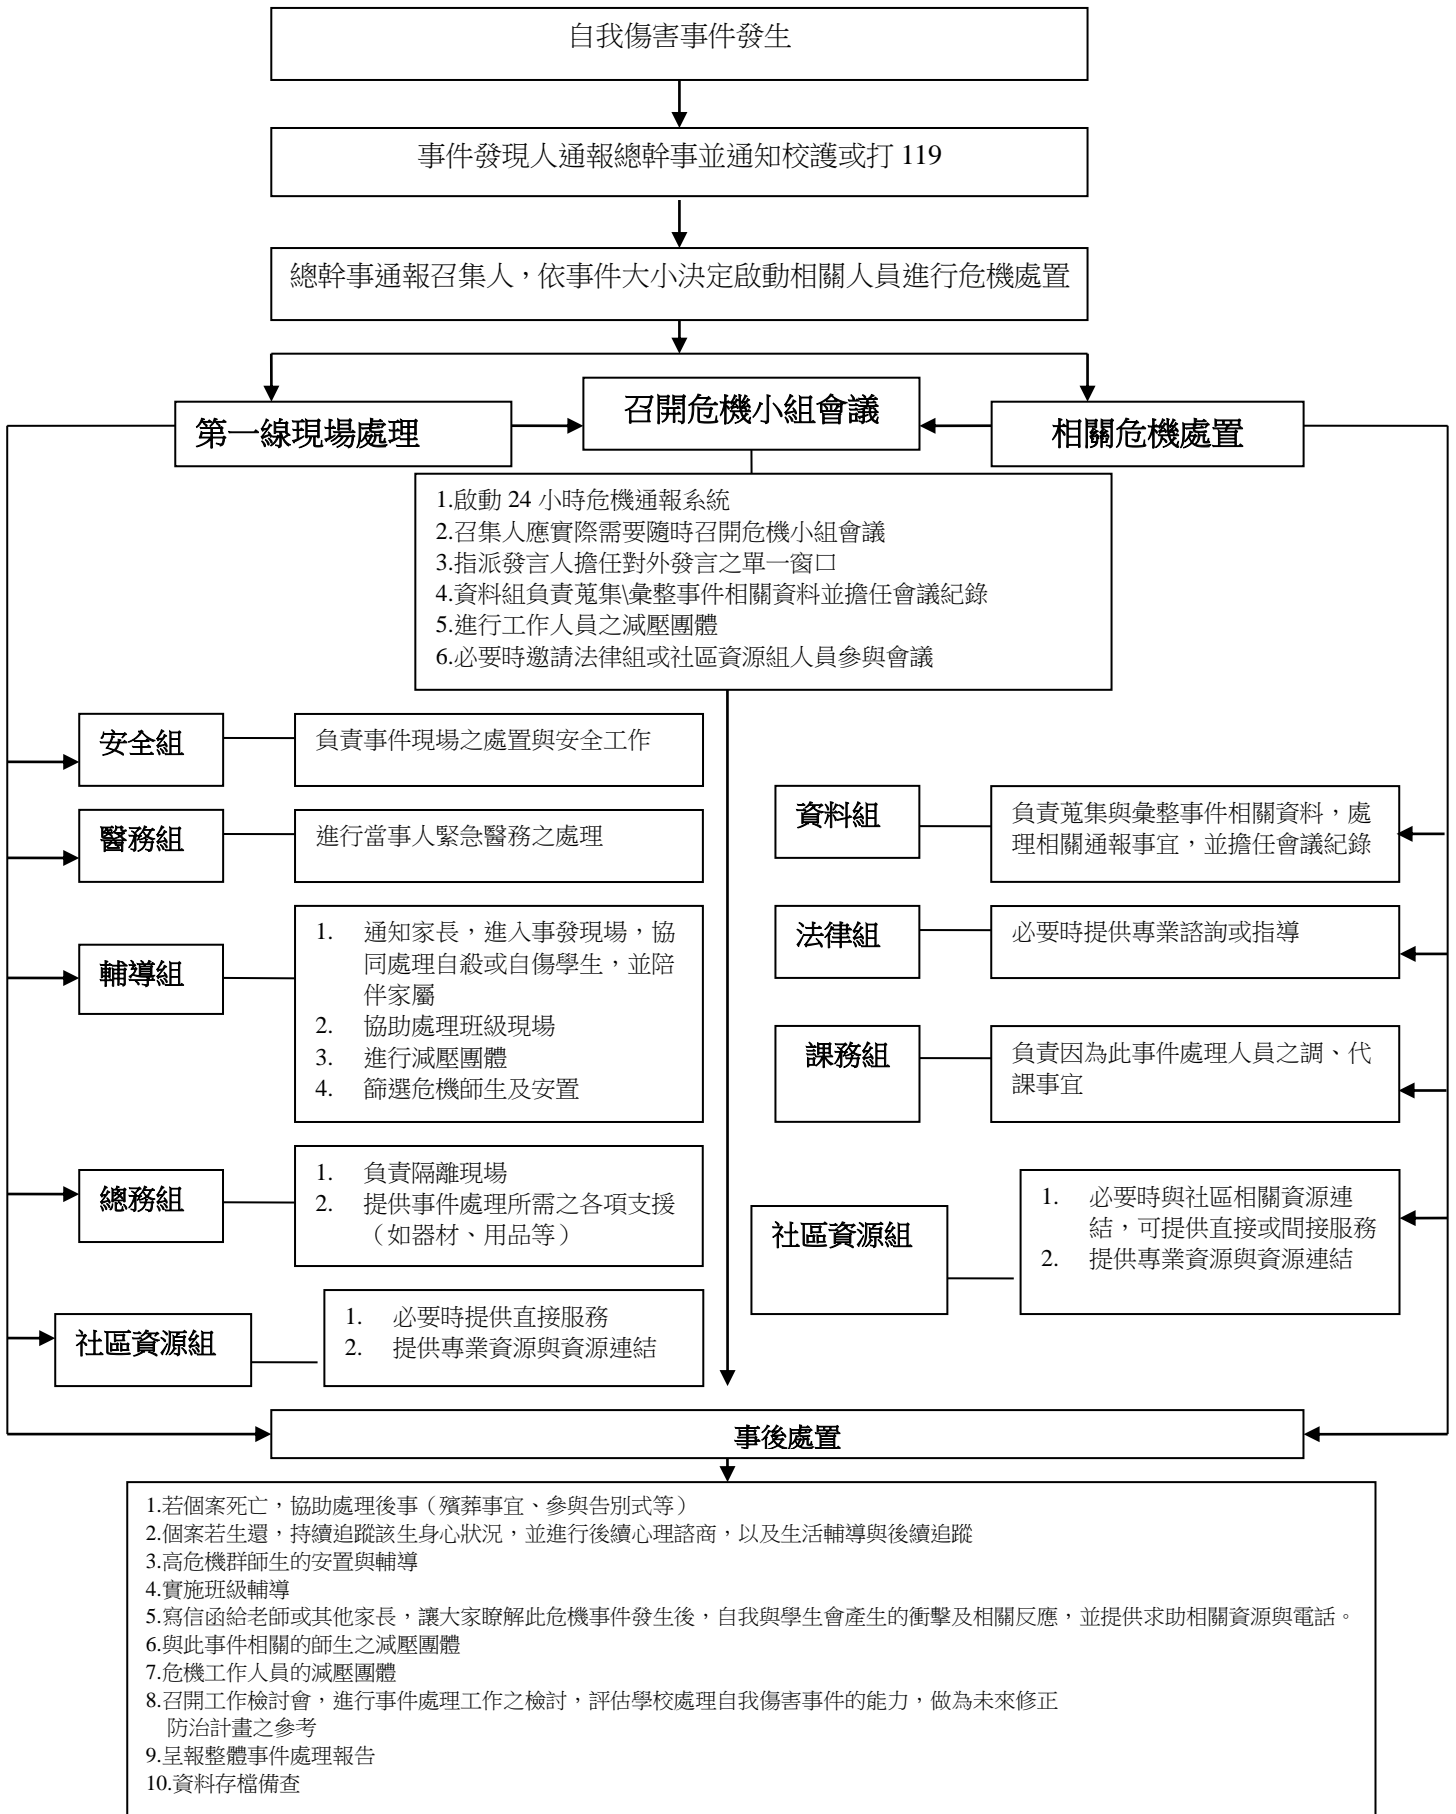 自我傷害事件發生
事件發現人通報總幹事並通知校護或打 119
總幹事通報召集人，依事件大小決定啟動相關人員進行危機處置
第一線現場處理
召開危機小組會議
相關危機處置
1.啟動 24 小時危機通報系統
2.召集人應實際需要隨時召開危機小組會議
3.指派發言人擔任對外發言之單一窗口
4.資料組負責蒐集\彙整事件相關資料並擔任會議紀錄
5.進行工作人員之減壓團體
6.必要時邀請法律組或社區資源組人員參與會議
安全組
負責事件現場之處置與安全工作
醫務組
進行當事人緊急醫務之處理
輔導組
1. 通知家長，進入事發現場，協
同處理自殺或自傷學生，並陪
伴家屬
2. 協助處理班級現場
3. 進行減壓團體
4. 篩選危機師生及安置
總務組
1. 負責隔離現場
2. 提供事件處理所需之各項支援
（如器材、用品等）
社區資源組
1. 必要時提供直接服務
2. 提供專業資源與資源連結
資料組
負責蒐集與彙整事件相關資料，處
理相關通報事宜，並擔任會議紀錄
法律組
必要時提供專業諮詢或指導
課務組
負責因為此事件處理人員之調、代
課事宜
社區資源組
1. 必要時與社區相關資源連
結，可提供直接或間接服務
2. 提供專業資源與資源連結
事後處置
1.若個案死亡，協助處理後事（殯葬事宜、參與告別式等）
2.個案若生還，持續追蹤該生身心狀況，並進行後續心理諮商，以及生活輔導與後續追蹤
3.高危機群師生的安置與輔導
4.實施班級輔導
5.寫信函給老師或其他家長，讓大家瞭解此危機事件發生後，自我與學生會產生的衝擊及相關反應，並提供求助相關資源與電話。
6.與此事件相關的師生之減壓團體
7.危機工作人員的減壓團體
8.召開工作檢討會，進行事件處理工作之檢討，評估學校處理自我傷害事件的能力，做為未來修正
防治計畫之參考
9.呈報整體事件處理報告
10.資料存檔備查